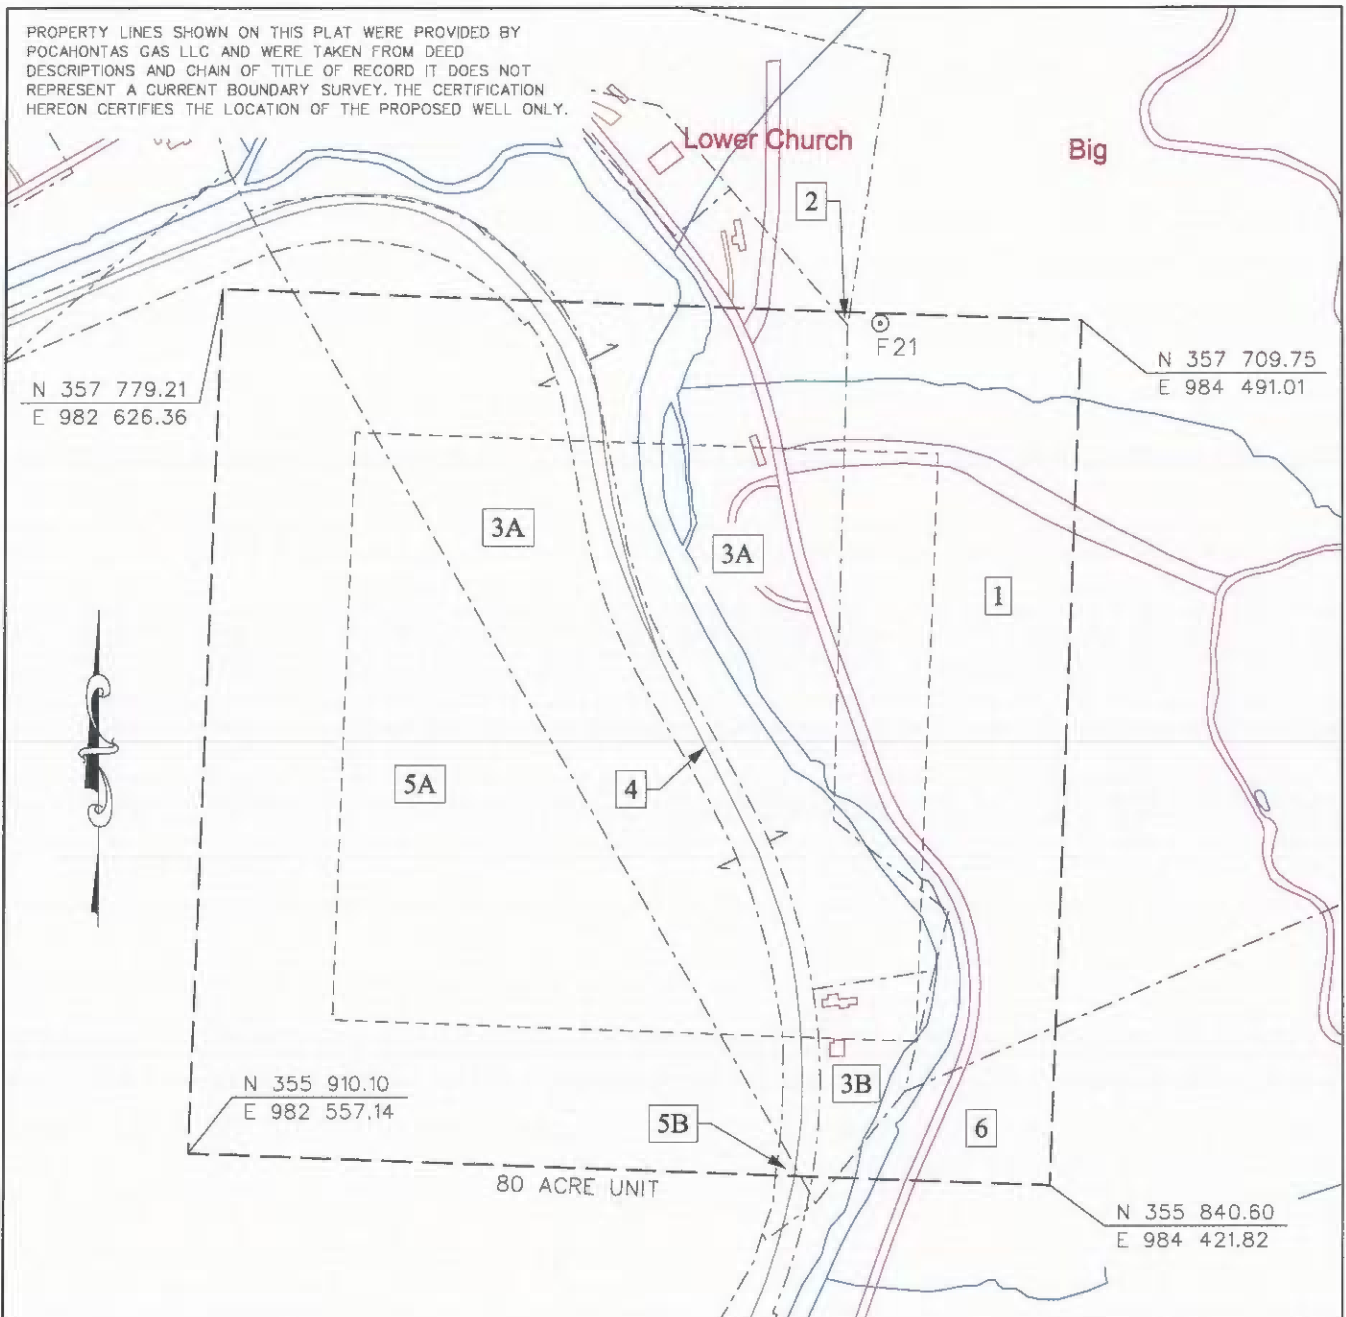 PROPERTY LINES SHOWN ON THIS PLAT WERE PROVIDED BY
POCAHONTAS GAS LLC AND WERE TAKEN FROM DEED
DESCRIPTIONS AND CHAIN OF TITLE OF RECORD IT DOES NOT
REPRESENT A CURRENT BOUNDARY SURVEY. THE CERTIFICATION
HEREON CERTIFIES THE LOCATION OF THE PROPOSED WELL ONLY.
Lower Church
Big
2
F21
N 357 779.21
E 982 626.36
N 357 709.75
E 984 491.01
3A
3A
1
5A
4
N 355 910.10
E 982 557.14
3B
5B
6
80 ACRE UNIT
N 355 840.60
E 984 421.82